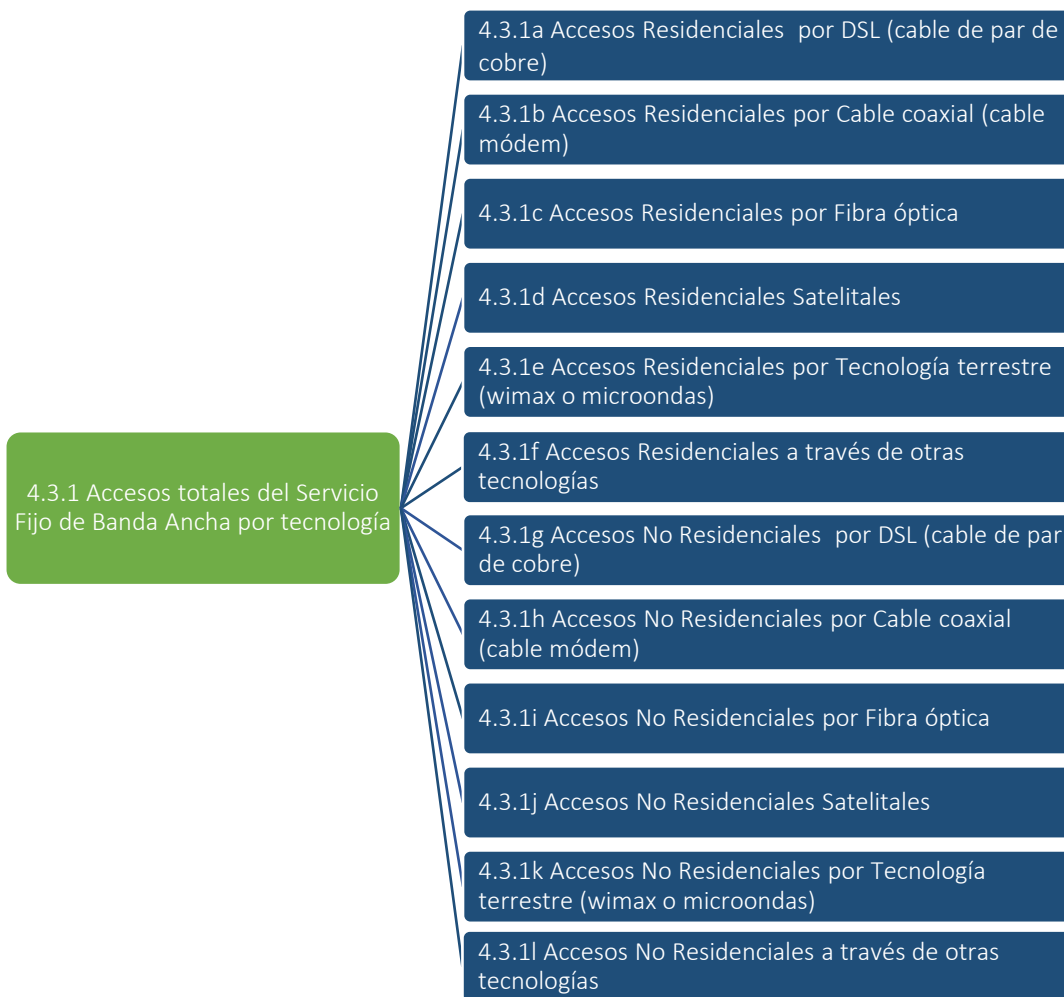 4.3.1a Accesos Residenciales  por DSL (cable de par de
cobre)
4.3.1b Accesos Residenciales por Cable coaxial (cable
módem)
4.3.1c Accesos Residenciales por Fibra óptica
4.3.1d Accesos Residenciales Satelitales
4.3.1e Accesos Residenciales por Tecnología terrestre
(wimax o microondas)
4.3.1f Accesos Residenciales a través de otras
tecnologías
4.3.1 Accesos totales del Servicio
Fijo de Banda Ancha por tecnología
4.3.1g Accesos No Residenciales  por DSL (cable de par
de cobre)
4.3.1h Accesos No Residenciales por Cable coaxial
(cable módem)
4.3.1i Accesos No Residenciales por Fibra óptica
4.3.1j Accesos No Residenciales Satelitales
4.3.1k Accesos No Residenciales por Tecnología
terrestre (wimax o microondas)
4.3.1l Accesos No Residenciales a través de otras
tecnologías